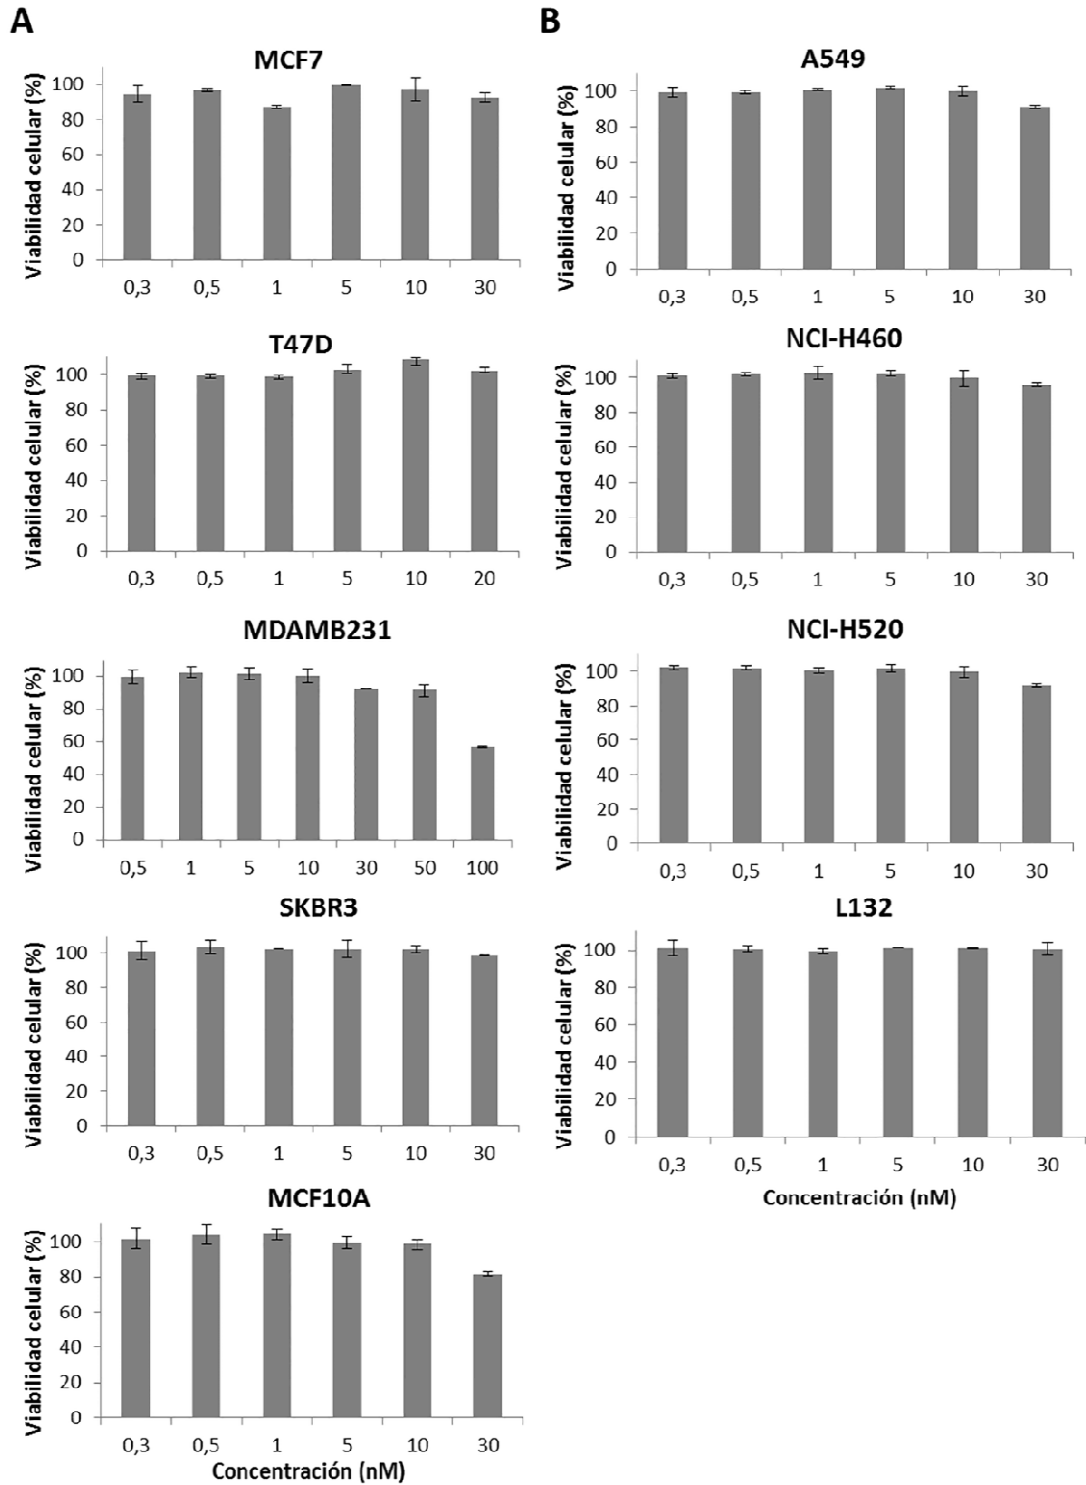 A
MCF7
Viabilidad celular (%)
100
80
60
40
20
0
0,3 0,5 1 5 10 30
T47D
Viabilidad celular (%)
100
80
60
40
20
0
0,3 0,5 1 5 10 20
MDAMB231
Viabilidad celular (%)
100
80
60
40
20
0
0,5 1 5 10 30 50 100
SKBR3
Viabilidad celular (%)
100
80
60
40
20
0
0,3 0,5 1 5 10 30
MCF10A
Viabilidad celular (%)
100
80
60
40
20
0
0,3 0,5 1 5 10 30
Concentración (nM)
B
A549
Viabilidad celular (%)
100
80
60
40
20
0
0,3 0,5 1 5 10 30
NCI-H460
Viabilidad celular (%)
100
80
60
40
20
0
0,3 0,5 1 5 10 30
NCI-H520
Viabilidad celular (%)
100
80
60
40
20
0
0,3 0,5 1 5 10 30
L132
Viabilidad celular (%)
100
80
60
40
20
0
0,3 0,5 1 5 10 30
Concentración (nM)